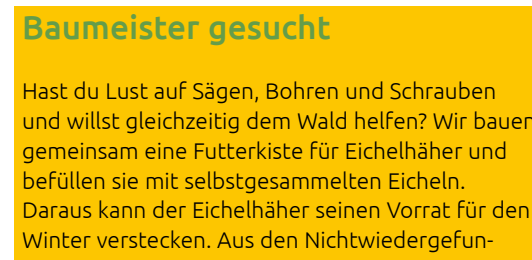 Baumeister gesucht
Hast du Lust auf Sägen, Bohren und Schrauben
und willst gleichzeitig dem Wald helfen? Wir bauen
gemeinsam eine Futterkiste für Eichelhäher und
befüllen sie mit selbstgesammelten Eicheln.
Daraus kann der Eichelhäher seinen Vorrat für den
Winter verstecken. Aus den Nichtwiedergefun-